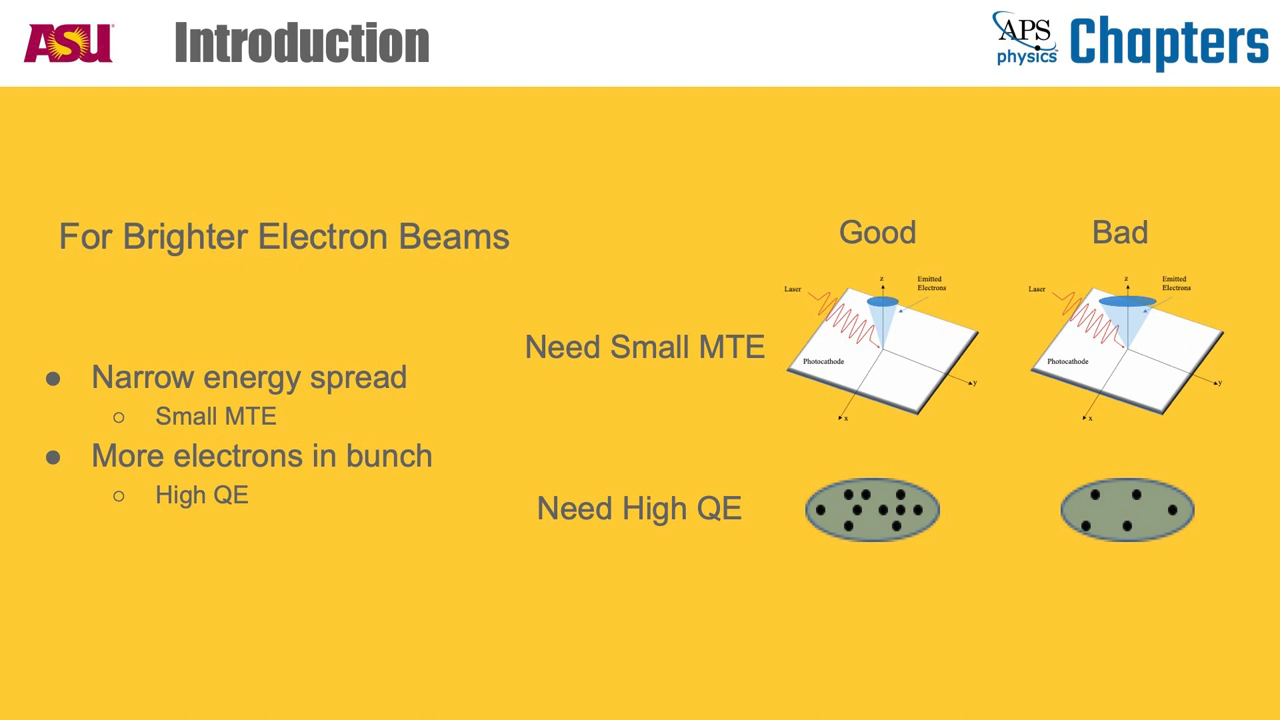 ASU
Introduction
APS
physics
Chapters
For Brighter Electron Beams
● Narrow energy spread
○ Small MTE
● More electrons in bunch
○ High QE
Good
Bad
Need Small MTE
z
Emitted
Electrons
Laser
Photocathode
y
x
z
Emitted
Electrons
Laser
Photocathode
y
x
Need High QE